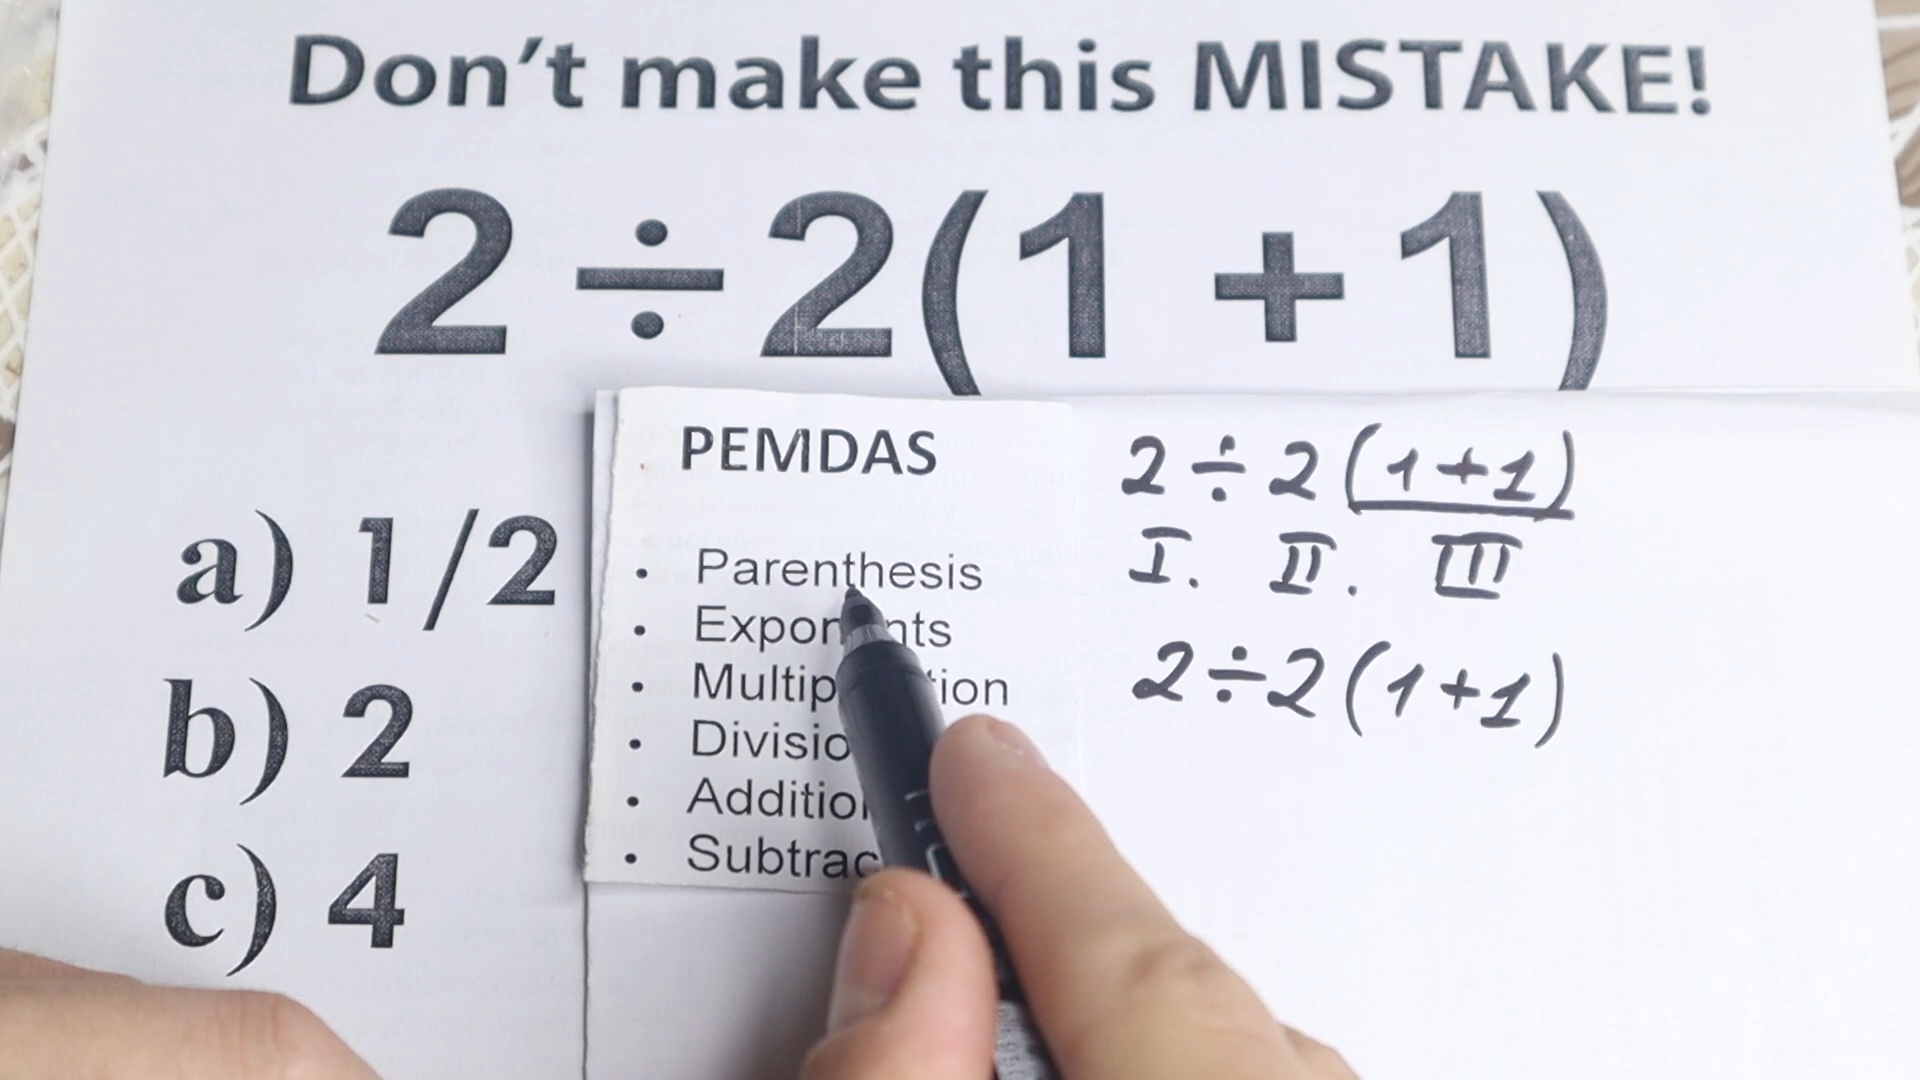 Don't make this MISTAKE!
2 ÷ 2(1 + 1)
a) 1/2
b) 2
c) 4
PEMDAS
• Parenthesis
•
•
•
•
•
2 ÷ 2 (1+1)
I. II. III
2 ÷ 2 (1+1)